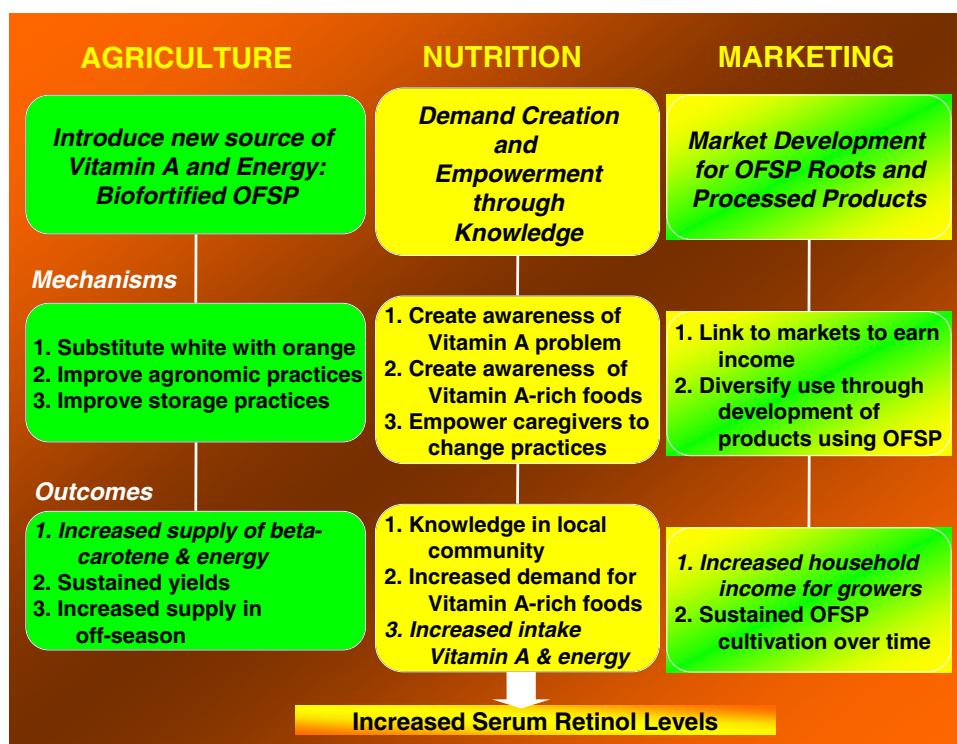 AGRICULTURE
NUTRITION
MARKETING
Introduce new source of
Vitamin A and Energy:
Biofortified OFSP
Demand Creation
and
Empowerment
through
Knowledge
Market Development
for OFSP Roots and
Processed Products
Mechanisms
1. Substitute white with orange
2. Improve agronomic practices
3. Improve storage practices
1. Create awareness of
Vitamin A problem
2. Create awareness of
Vitamin A-rich foods
3. Empower caregivers to
change practices
1. Link to markets to earn
income
2. Diversify use through
development of
products using OFSP
Outcomes
1. Increased supply of beta-
carotene & energy
2. Sustained yields
3. Increased supply in
off-season
1. Knowledge in local
community
2. Increased demand for
Vitamin A-rich foods
3. Increased intake
Vitamin A & energy
1. Increased household
income for growers
2. Sustained OFSP
cultivation over time
Increased Serum Retinol Levels